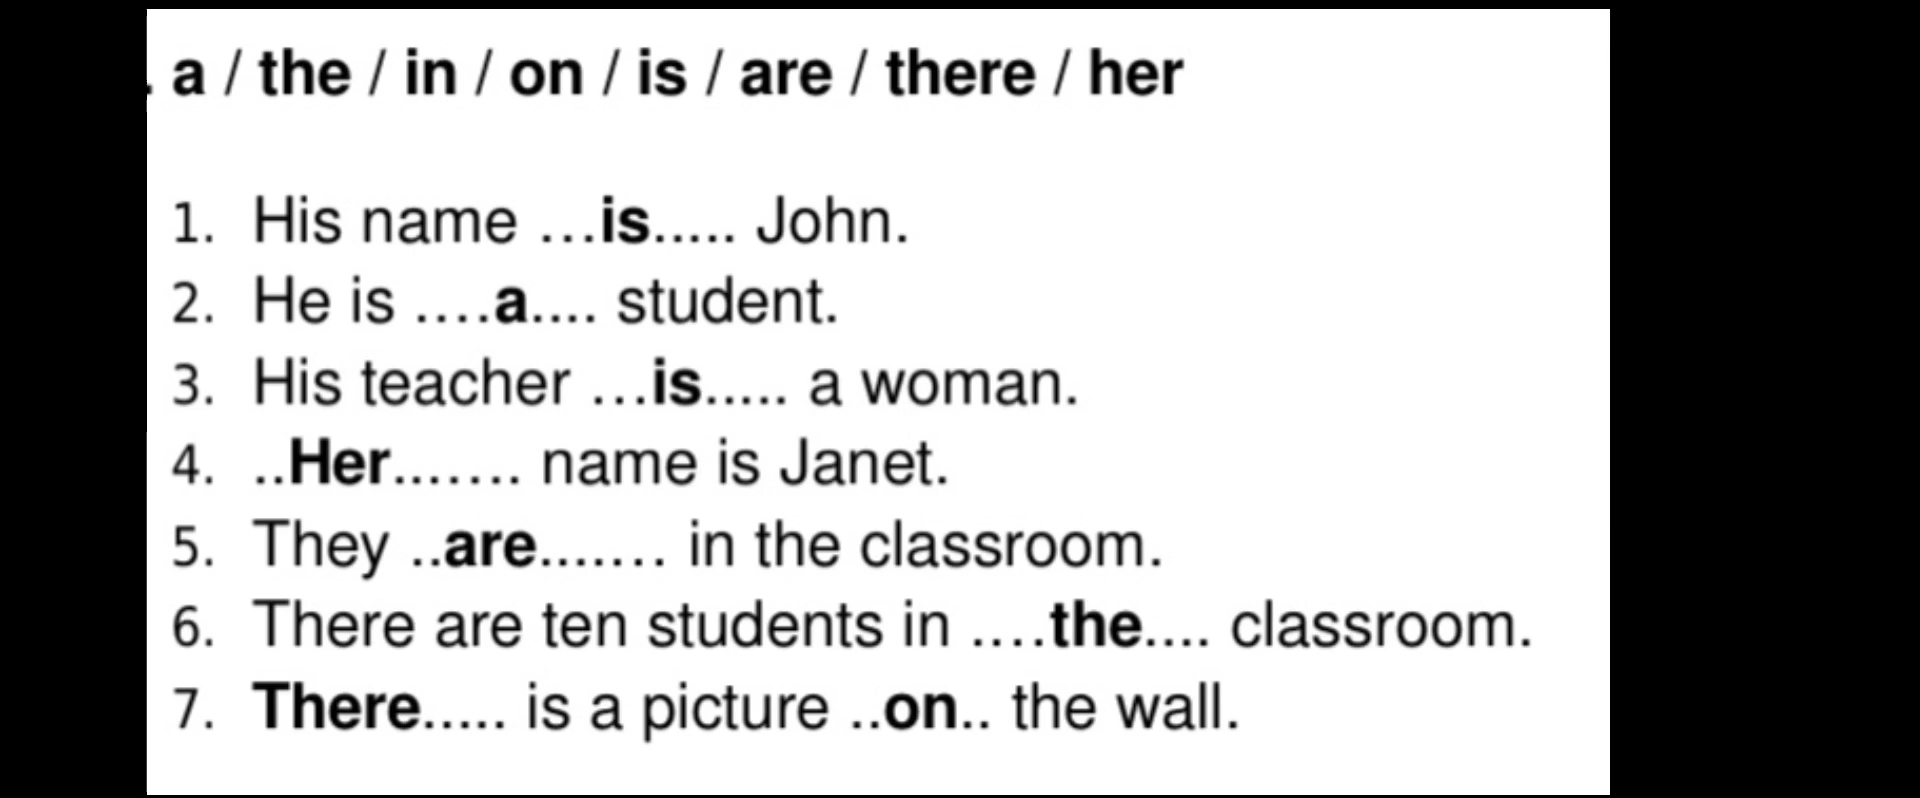 . a / the / in / on / is / are / there / her
1. His name ...is..... John.
2. He is ....a.... student.
3. His teacher ...is..... a woman.
4. ..Her....... name is Janet.
5. They ..are....... in the classroom.
6. There are ten students in ....the.... classroom.
7. There..... is a picture ..on.. the wall.